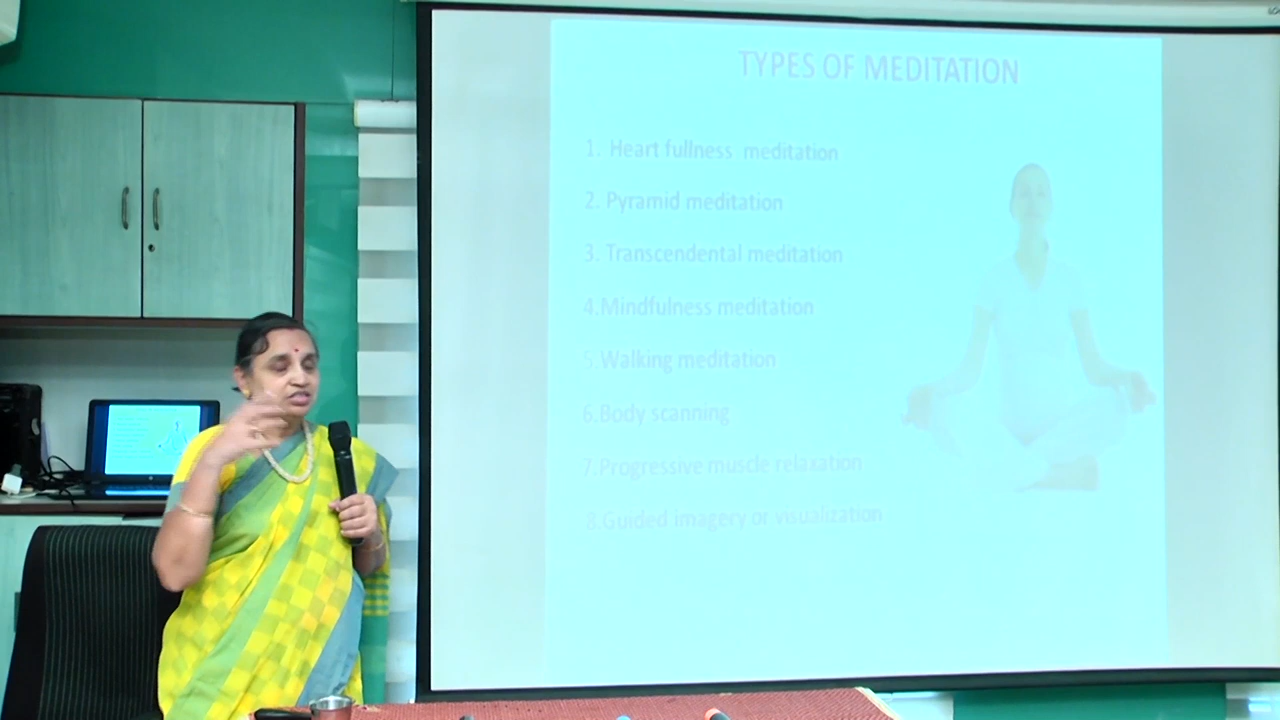 TYPES OF MEDITATION
1. Heart fullness meditation
2. Pyramid meditation
3. Transcendental meditation
4.Mindfulness meditation
5.Walking meditation
6.Body scanning
7.Progressive muscle relaxation
8.Guided imagery or visualization